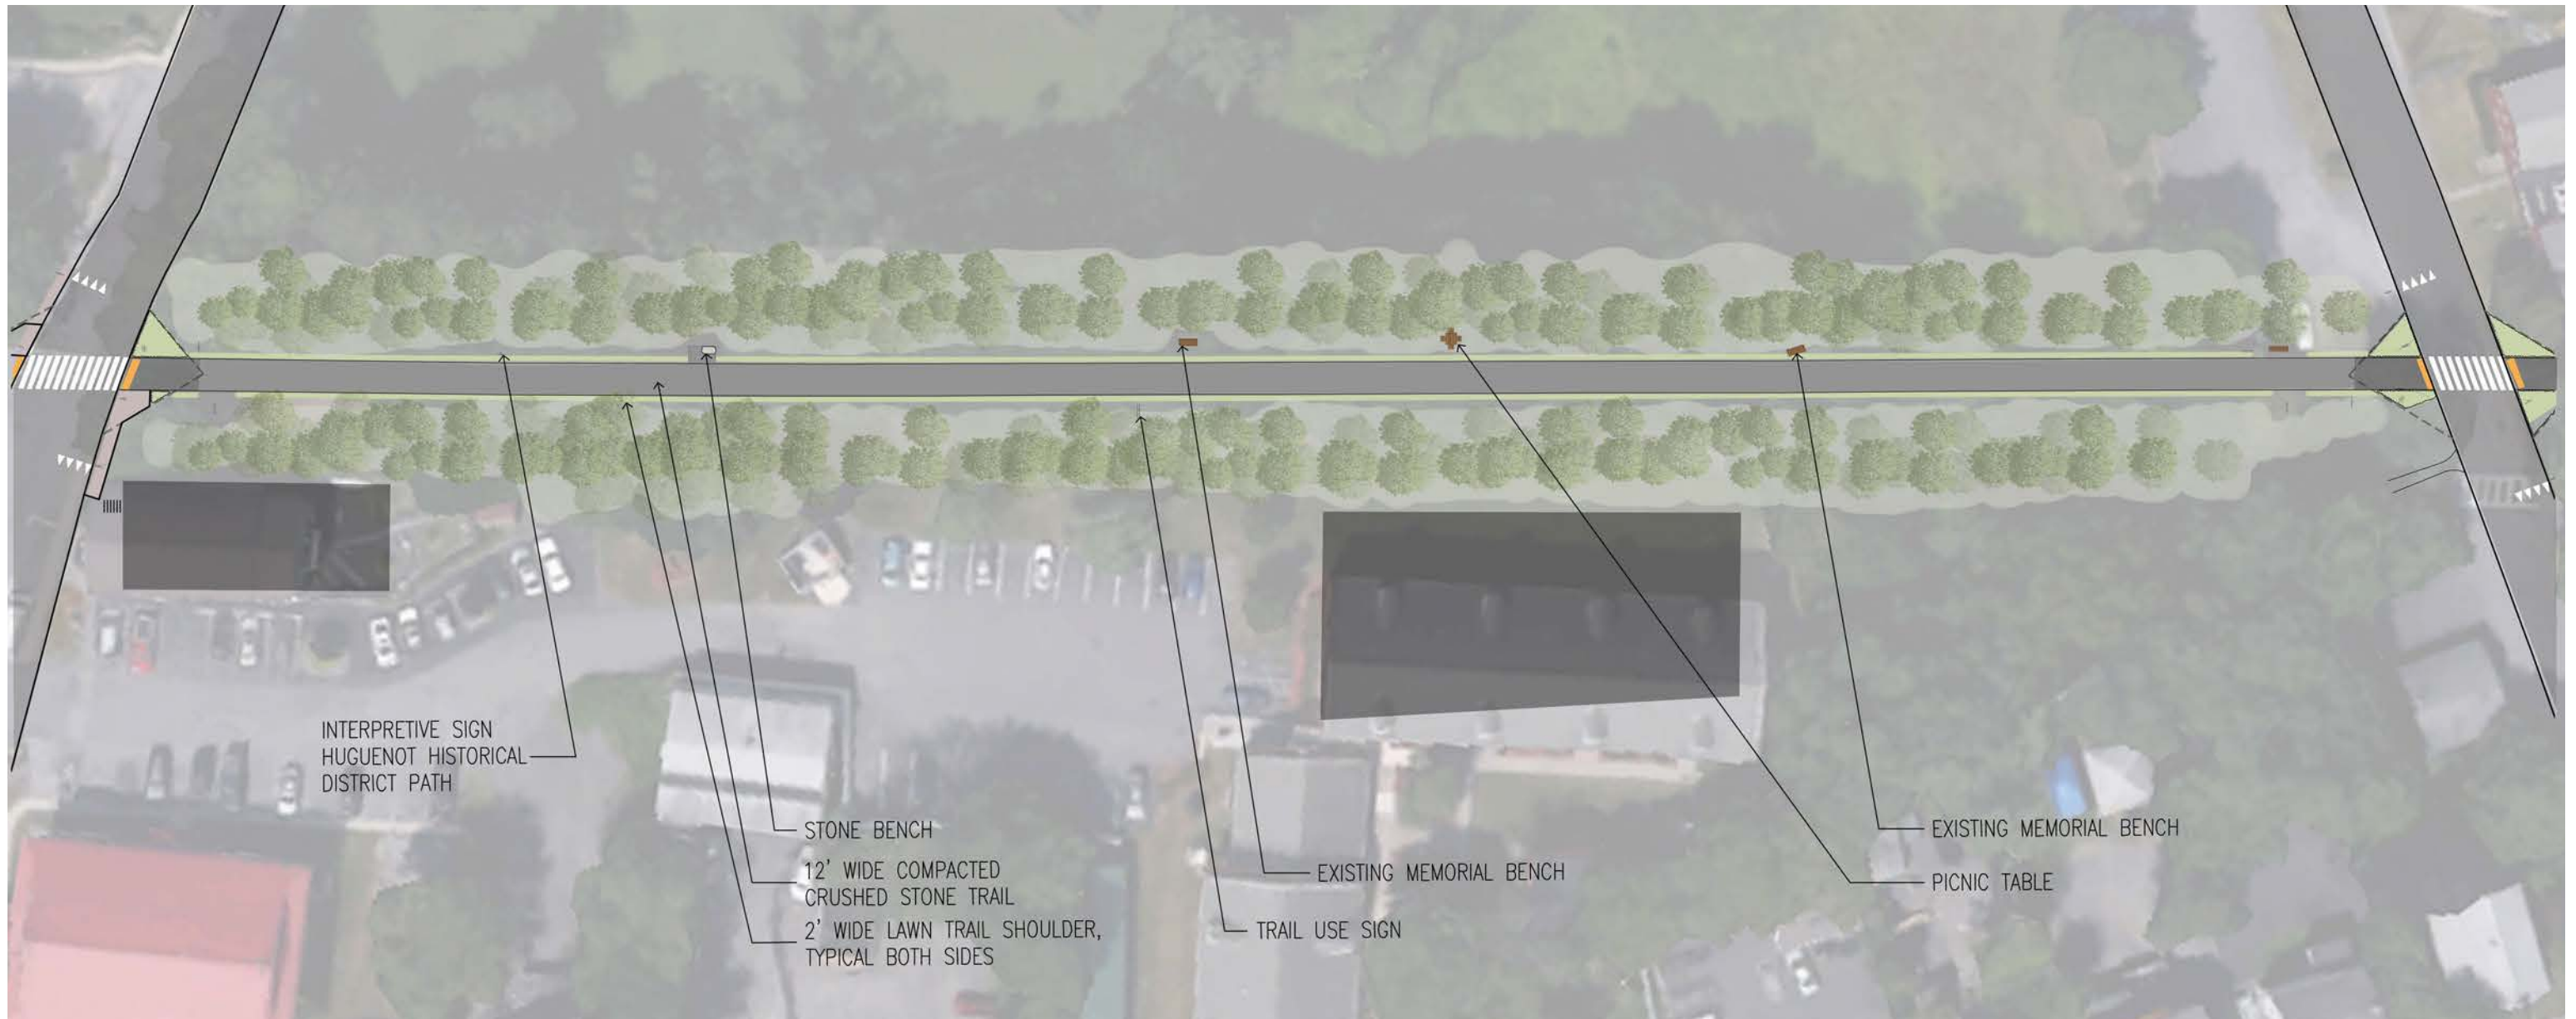 INTERPRETIVE SIGN
HUGUENOT HISTORICAL
DISTRICT PATH
STONE BENCH
12' WIDE COMPACTED
CRUSHED STONE TRAIL
2' WIDE LAWN TRAIL SHOULDER,
TYPICAL BOTH SIDES
EXISTING MEMORIAL BENCH
TRAIL USE SIGN
EXISTING MEMORIAL BENCH
PICNIC TABLE